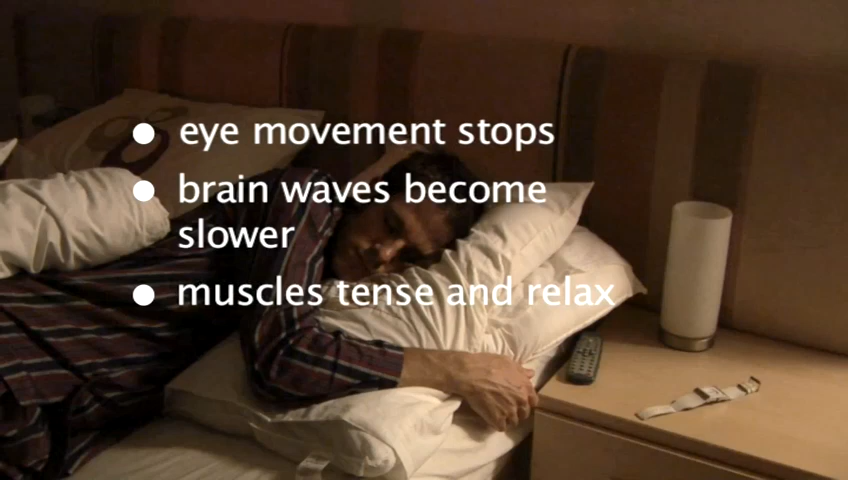 eye movement stops
brain waves become
slower
muscles tense and relax